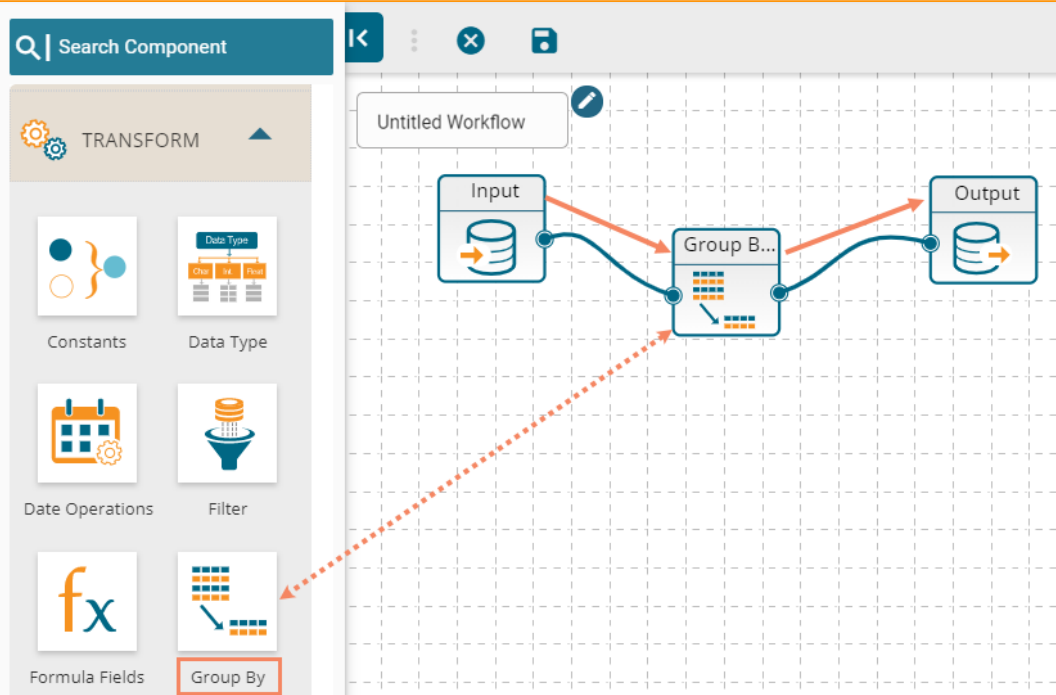 Search Component
TRANSFORM
Untitled Workflow
Input
Group B...
Output
Data Type
Char Int Float
Constants
Data Type
Date Operations
Filter
fx
Formula Fields
Group By